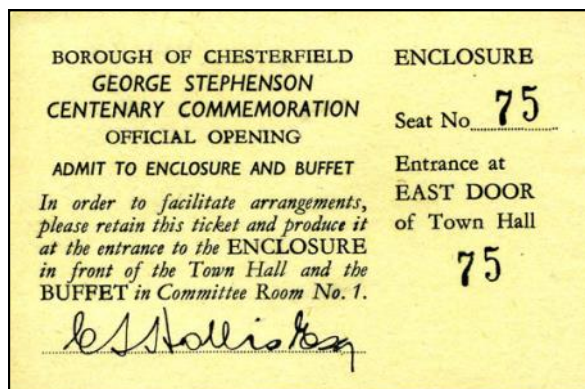 BOROUGH OF CHESTERFIELD
GEORGE STEPHENSON
CENTENARY COMMEMORATION
OFFICIAL OPENING
ADMIT TO ENCLOSURE AND BUFFET
In order to facilitate arrangements,
please retain this ticket and produce it
at the entrance to the ENCLOSURE
in front of the Town Hall and the
BUFFET in Committee Room No. 1.
C S Hollis Esq
ENCLOSURE
Seat No 75
Entrance at
EAST DOOR
of Town Hall
75